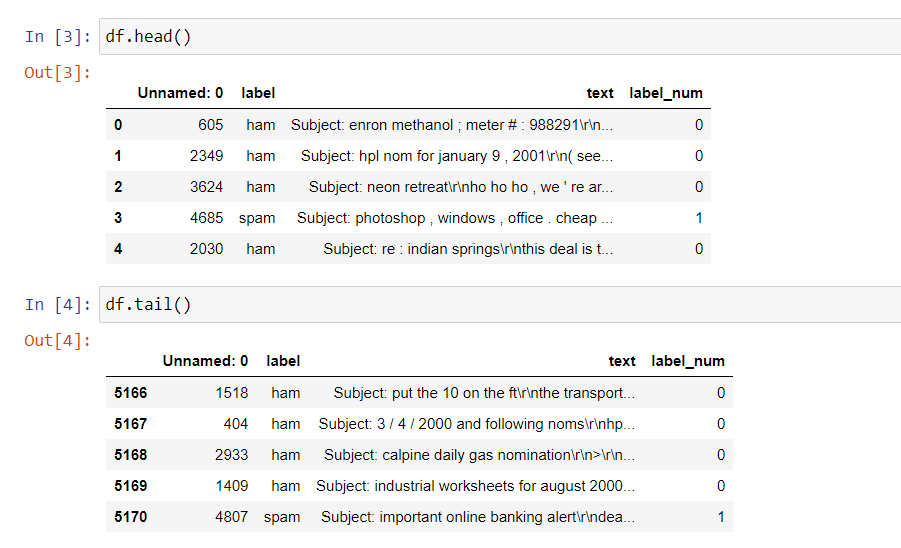 In [3]: df.head()
Out[3]:
Unnamed: 0 label text label_num
0 605 ham Subject: enron methanol ; meter # : 988291\r\n... 0
1 2349 ham Subject: hpl nom for january 9 , 2001\r\n( see... 0
2 3624 ham Subject: neon retreat\r\nho ho ho , we ' re ar... 0
3 4685 spam Subject: photoshop , windows , office . cheap ... 1
4 2030 ham Subject: re : indian springs\r\nthis deal is t... 0
In [4]: df.tail()
Out[4]:
Unnamed: 0 label text label_num
5166 1518 ham Subject: put the 10 on the ft\r\nthe transport... 0
5167 404 ham Subject: 3 / 4 / 2000 and following noms\r\nhp... 0
5168 2933 ham Subject: calpine daily gas nomination\r\n>\r\n... 0
5169 1409 ham Subject: industrial worksheets for august 2000... 0
5170 4807 spam Subject: important online banking alert\r\ndea... 1